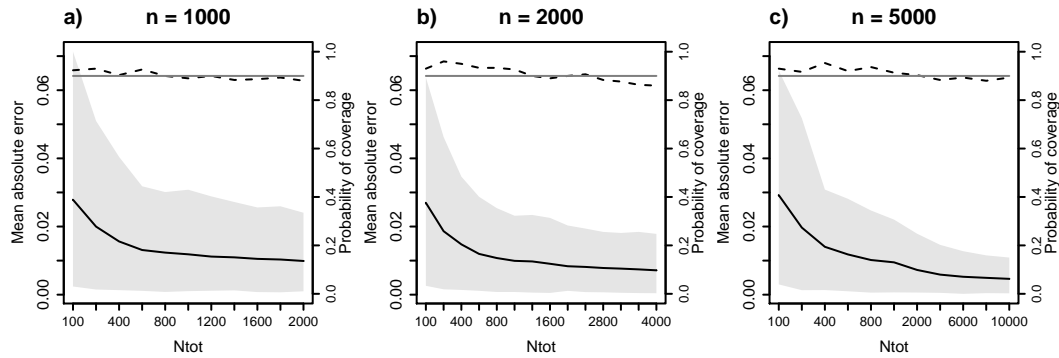 a) n = 1000
Mean absolute error
0.00 0.02 0.04 0.06
Probability of coverage
0.0 0.2 0.4 0.6 0.8 1.0
100 400 800 1200 2000
Ntot
b) n = 2000
Mean absolute error
0.00 0.02 0.04 0.06
Probability of coverage
0.0 0.2 0.4 0.6 0.8 1.0
100 400 800 1600 2800 4000
Ntot
c) n = 5000
Mean absolute error
0.00 0.02 0.04 0.06
Probability of coverage
0.0 0.2 0.4 0.6 0.8 1.0
100 400 800 2000 6000 10000
Ntot